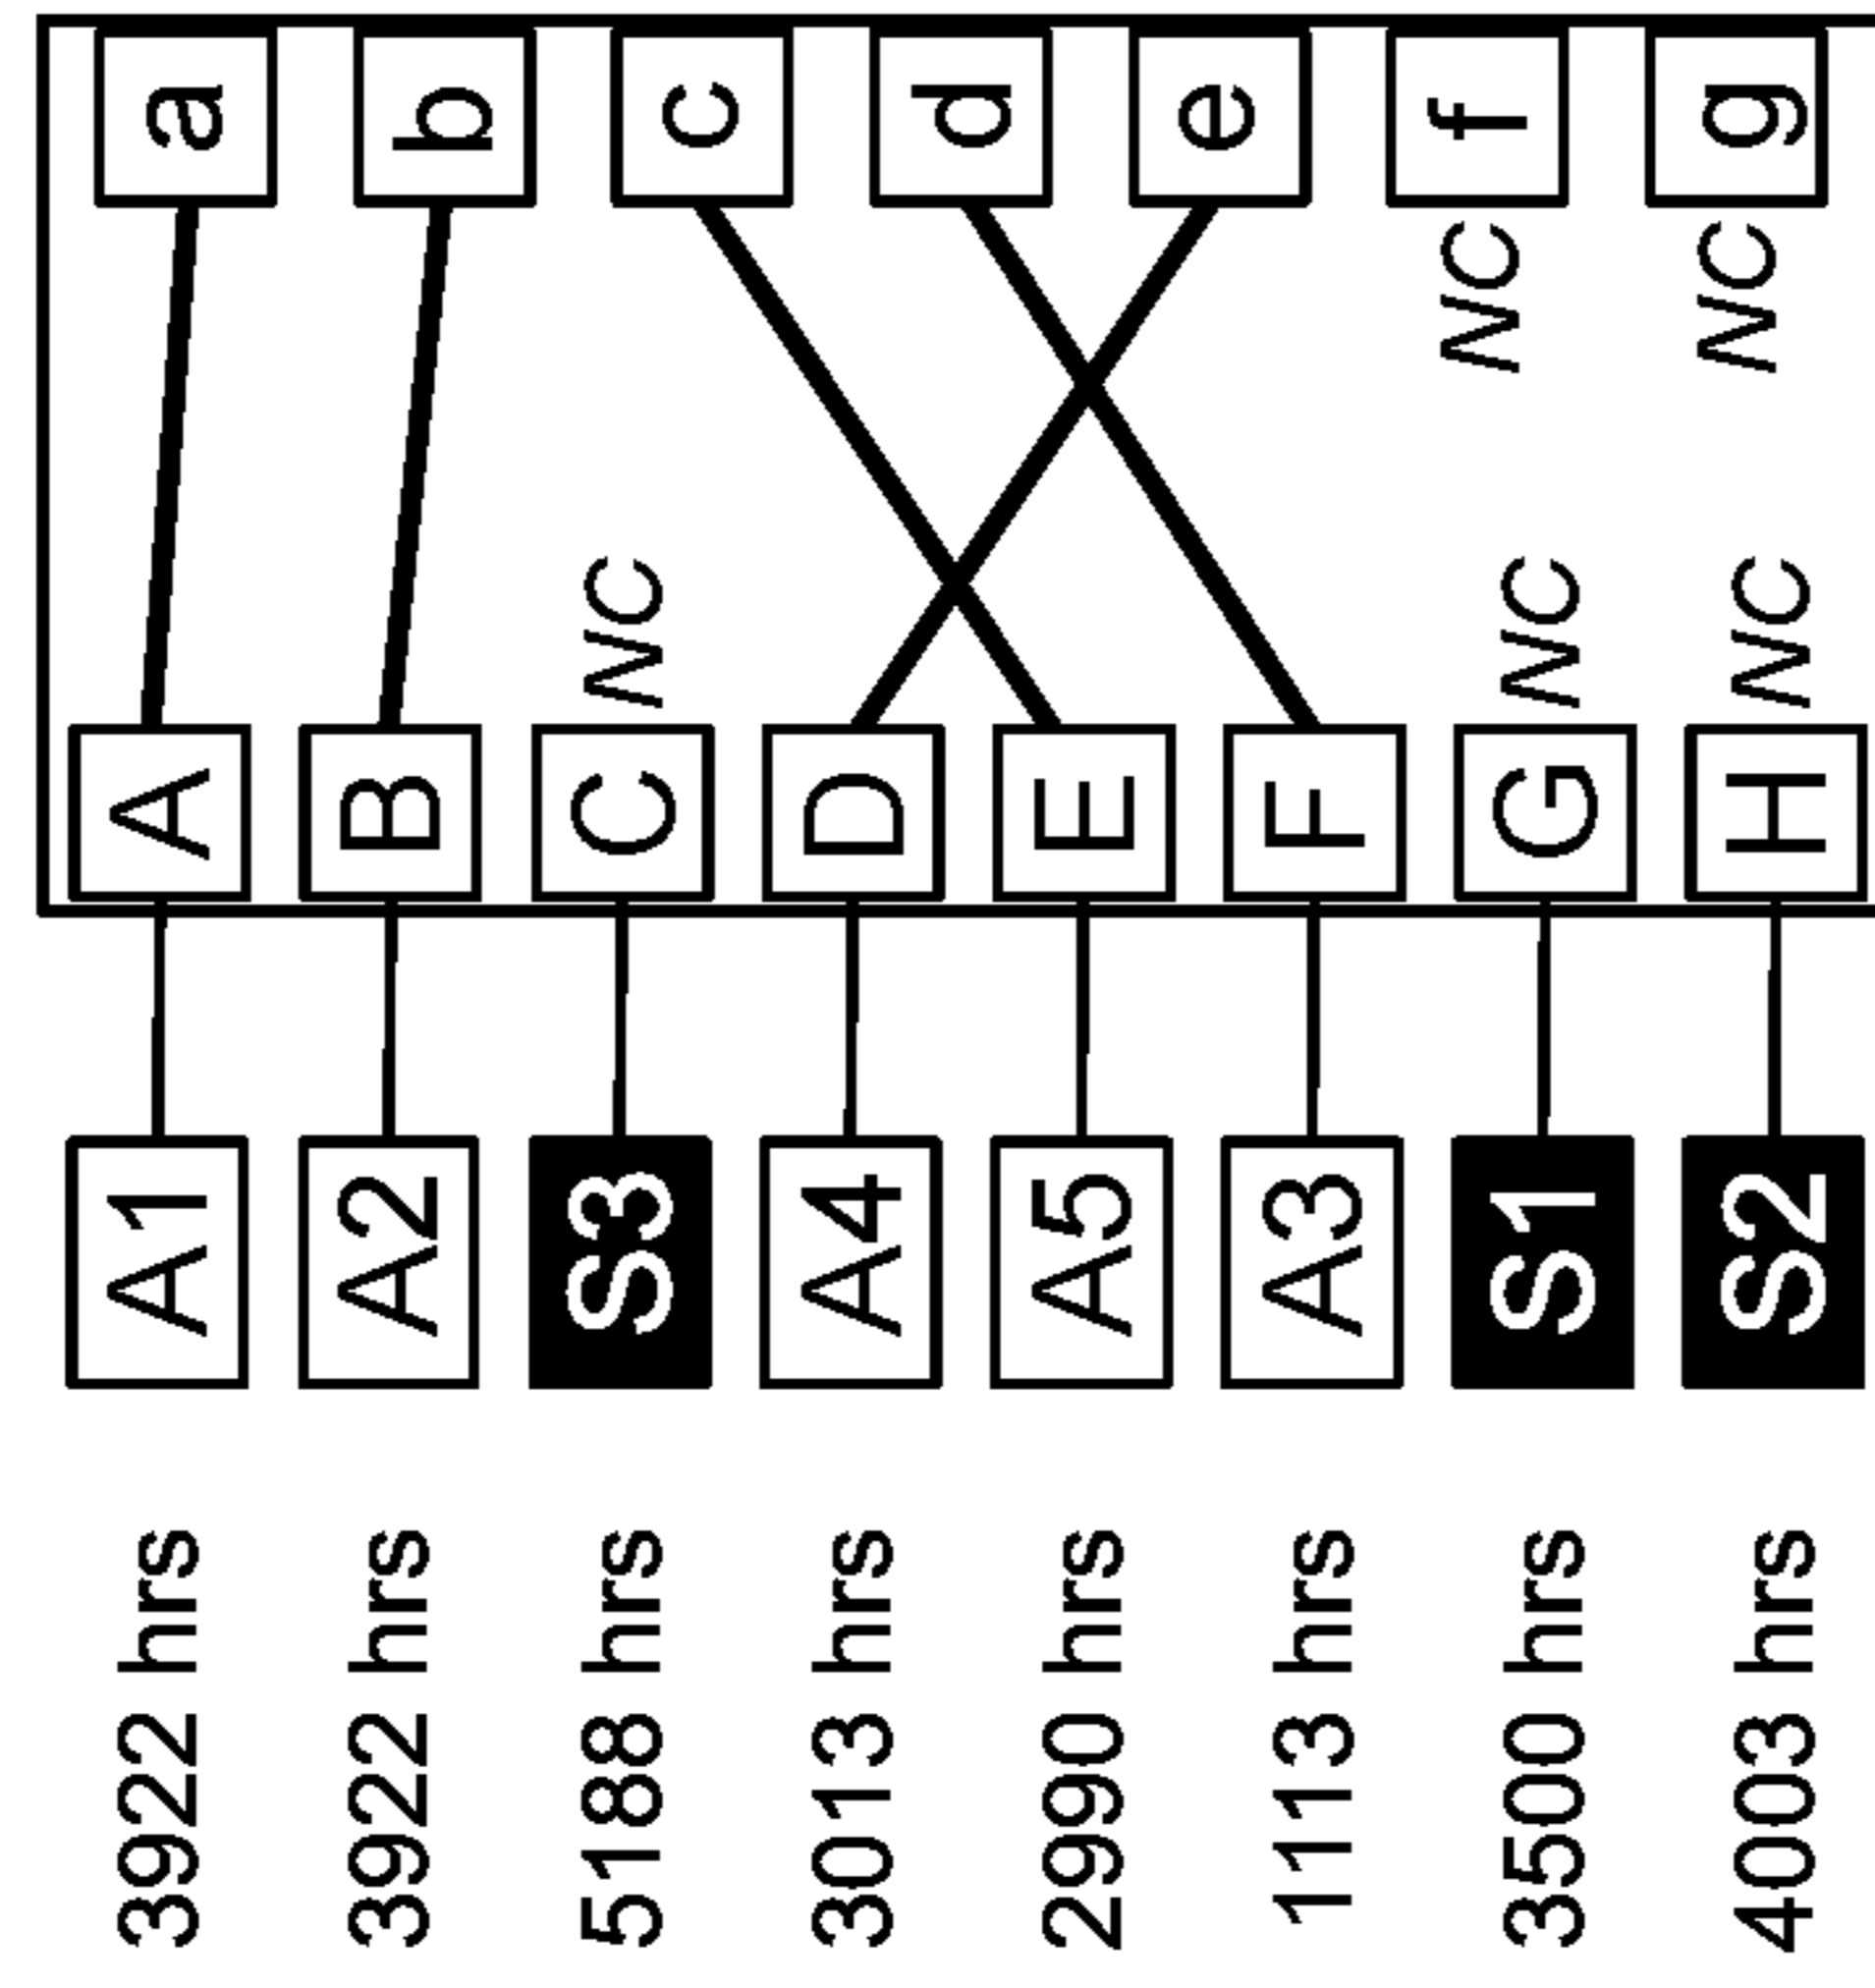 3922 hrs A1 A a
3922 hrs A2 B b
5188 hrs S3 C NC c
3013 hrs A4 D d
2990 hrs A5 E e
1113 hrs A3 F NC f
3500 hrs S1 G NC NC g
4003 hrs S2 H NC